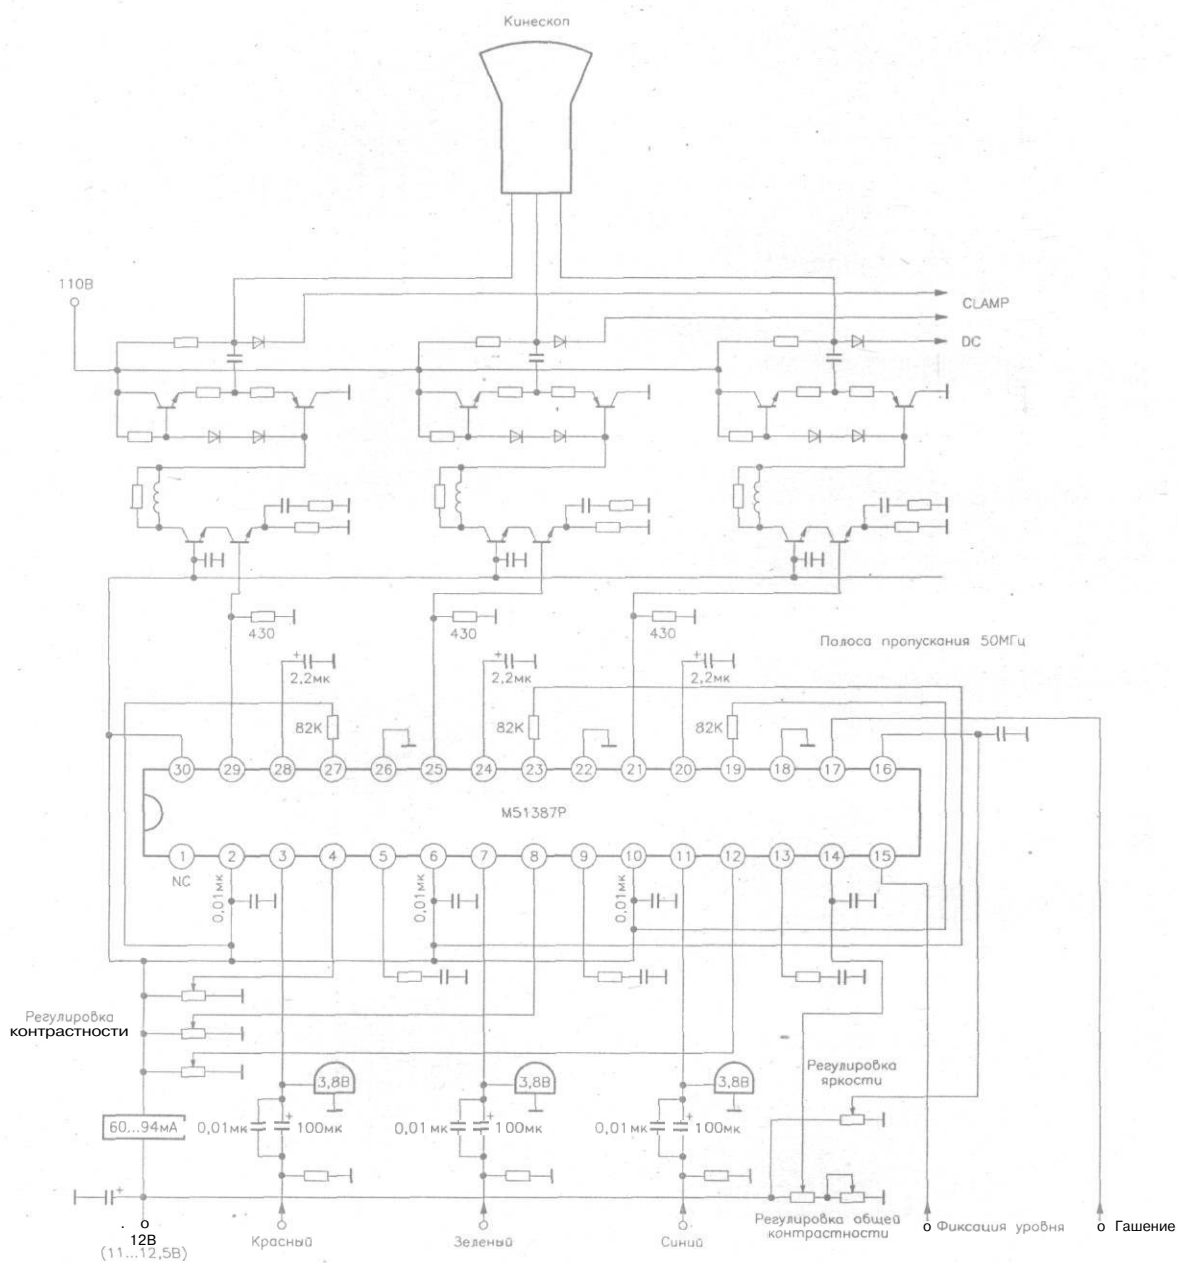 Кинескоп
110В
CLAMP
DC
430
430
430
Полоса пропускания 50МГц
+
2,2мк
+
2,2мк
+
2,2мк
82К
82К
82К
30 29 28 27 26 25 24 23 22 21 20 19 18 17 16
M51387P
1 2 3 4 5 6 7 8 9 10 11 12 13 14 15
NC
0,01мк
0,01мк
0,01мк
Регулировка
контрастности
Регулировка
яркости
3,8В
3,8В
3,8В
60...94мА
0,01мк
+
100мк
0,01мк
+
100мк
0,01мк
+
100мк
+
12В
(11...12,5В)
Красный
Зеленый
Синий
Регулировка общей
контрастности
Фиксация уровня
Гашение